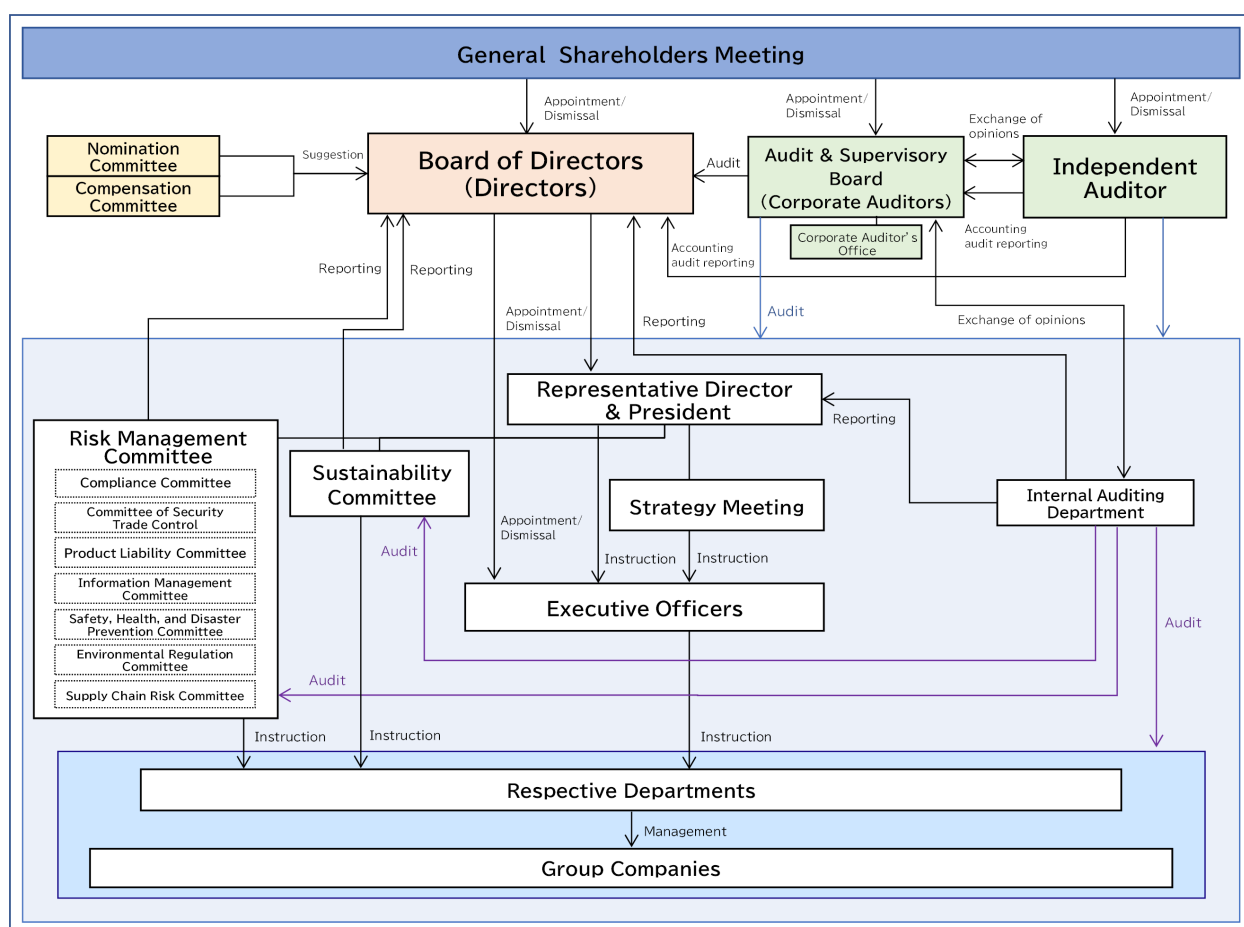 General Shareholders Meeting
Appointment/
Dismissal
Appointment/
Dismissal
Appointment/
Dismissal
Exchange of
opinions
Nomination
Committee
Compensation
Committee
Suggestion
Board of Directors
(Directors)
Audit
Audit & Supervisory
Board
(Corporate Auditors)
Independent
Auditor
Corporate Auditor's
Office
Accounting
audit reporting
Accounting
audit reporting
Reporting
Reporting
Appointment/
Dismissal
Reporting
Audit
Exchange of opinions
Representative Director
& President
Reporting
Risk Management
Committee
Compliance Committee
Committee of Security
Trade Control
Product Liability Committee
Information Management
Committee
Safety, Health, and Disaster
Prevention Committee
Environmental Regulation
Committee
Supply Chain Risk Committee
Sustainability
Committee
Strategy Meeting
Internal Auditing
Department
Audit
Appointment/
Dismissal
Instruction
Instruction
Executive Officers
Audit
Audit
Instruction
Instruction
Instruction
Respective Departments
Management
Group Companies